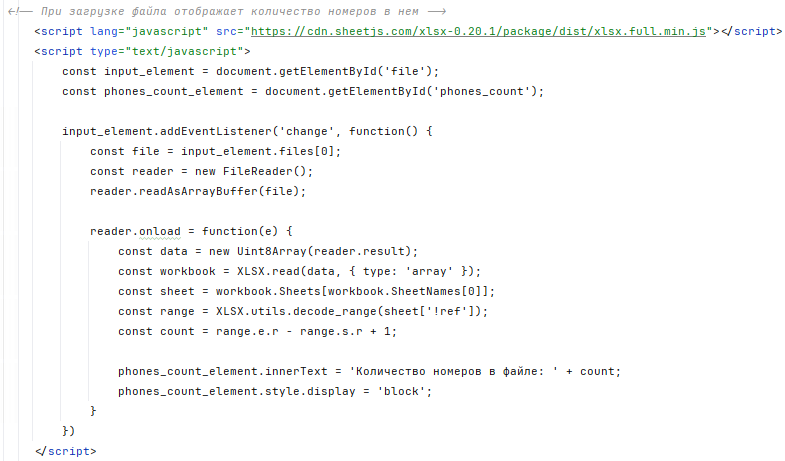 <!-- При загрузке файла отображает количество номеров в нем -->
<script lang="javascript" src="https://cdn.sheetjs.com/xlsx-0.20.1/package/dist/xlsx.full.min.js"></script>
<script type="text/javascript">
const input_element = document.getElementById('file');
const phones_count_element = document.getElementById('phones_count');
input_element.addEventListener('change', function() {
const file = input_element.files[0];
const reader = new FileReader();
reader.readAsArrayBuffer(file);
reader.onload = function(e) {
const data = new Uint8Array(reader.result);
const workbook = XLSX.read(data, { type: 'array' });
const sheet = workbook.Sheets[workbook.SheetNames[0]];
const range = XLSX.utils.decode_range(sheet['!ref']);
const count = range.e.r - range.s.r + 1;
phones_count_element.innerText = 'Количество номеров в файле: ' + count;
phones_count_element.style.display = 'block';
}
})
</script>